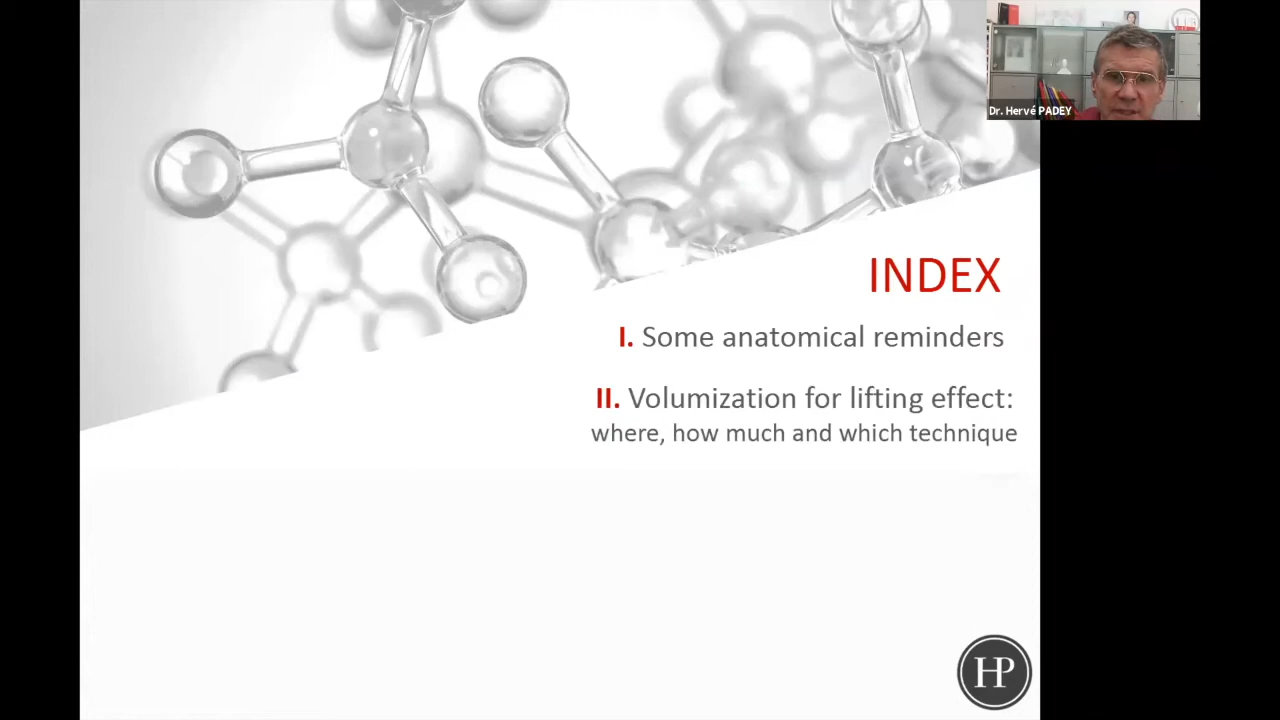 Dr. Hervé PADEY
INDEX
I. Some anatomical reminders
II. Volumization for lifting effect:
where, how much and which technique
HP